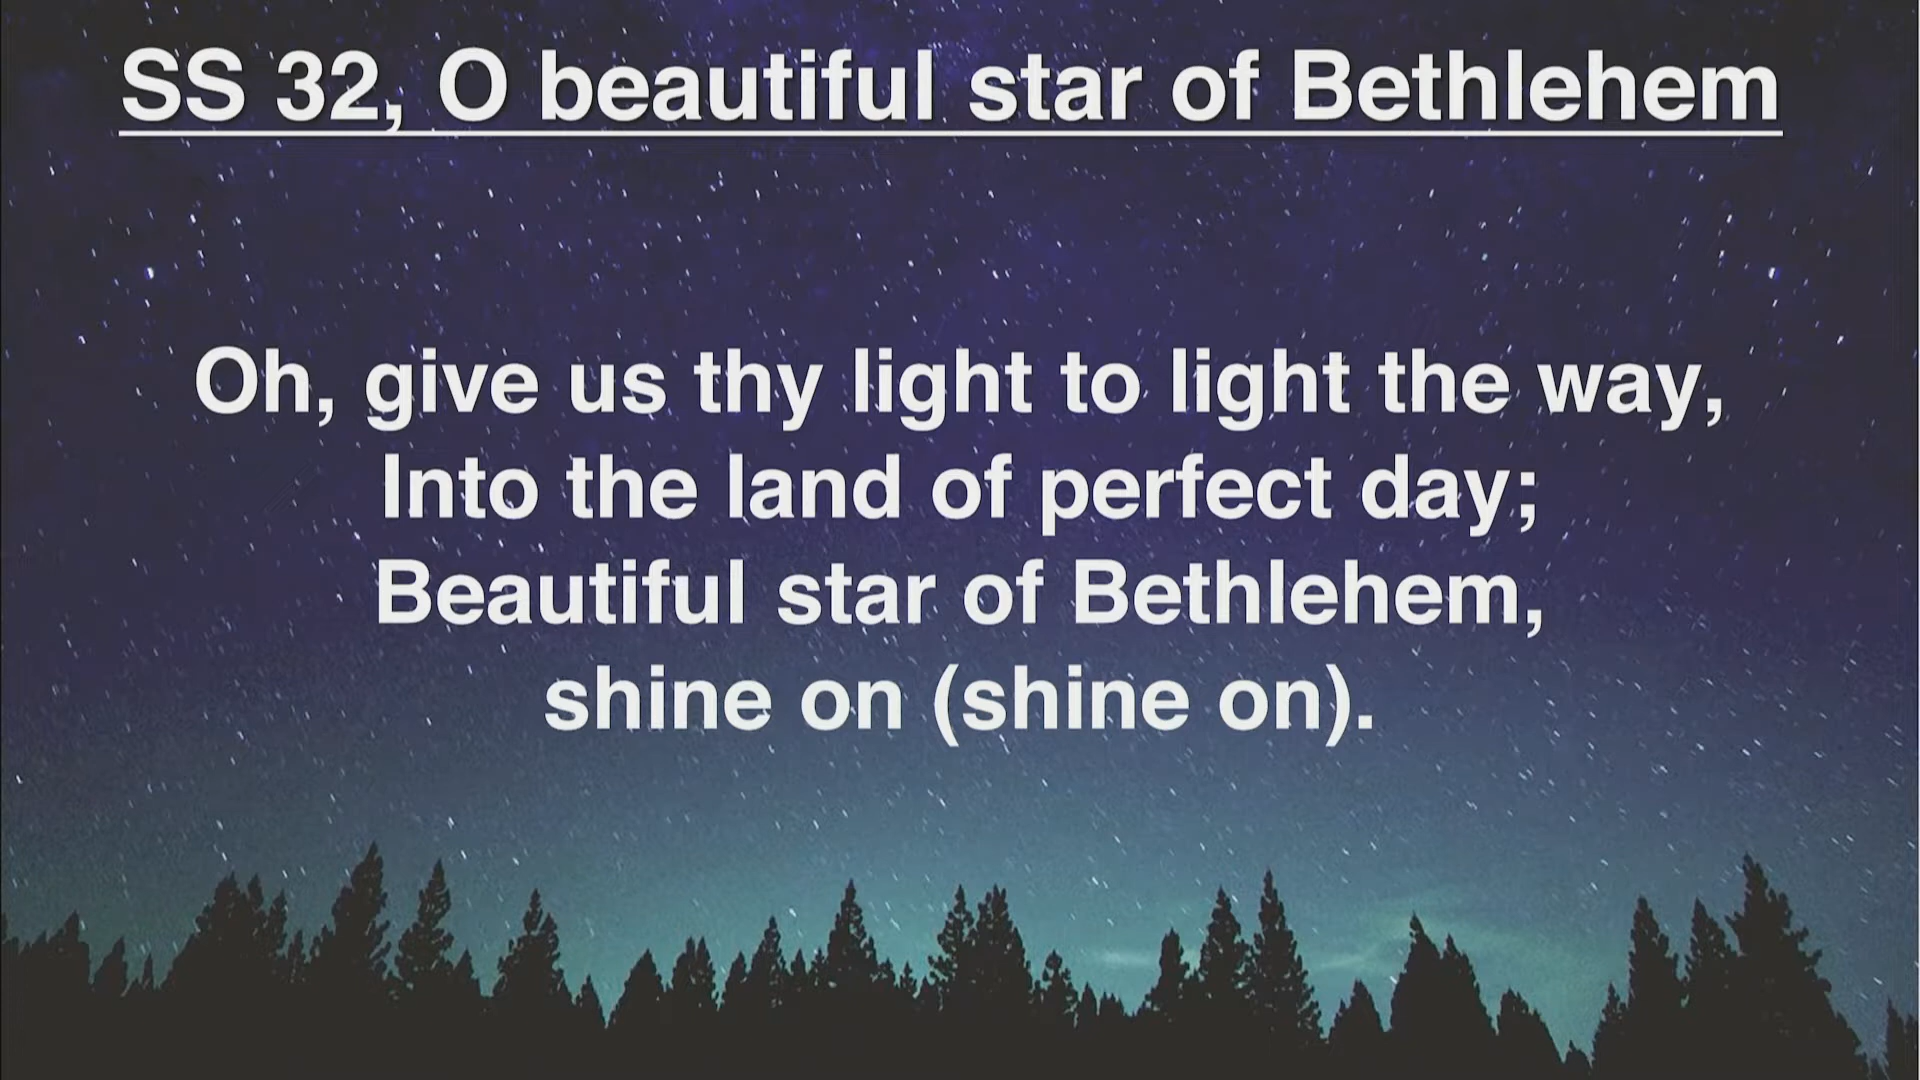 SS 32, O beautiful star of Bethlehem
Oh, give us thy light to light the way,
Into the land of perfect day;
Beautiful star of Bethlehem,
shine on (shine on).